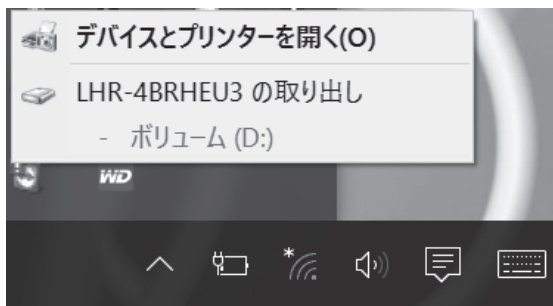 デバイスとプリンターを開く(O)
LHR-4BRHEU3 の取り出し
- ボリューム (D:)
WD